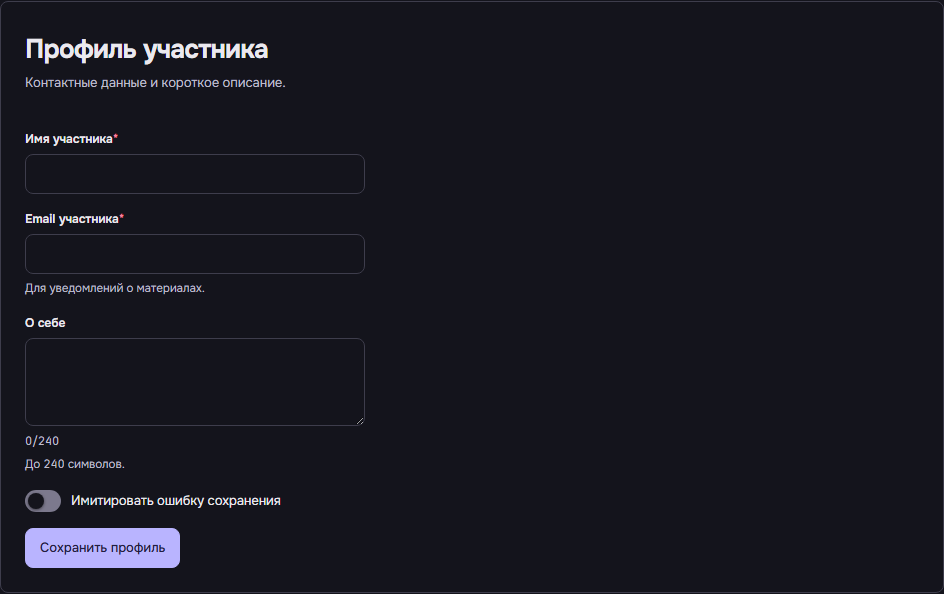 Профиль участника
Контактные данные и короткое описание.
Имя участника*
Email участника*
Для уведомлений о материалах.
О себе
0/240
До 240 символов.
Имитировать ошибку сохранения
Сохранить профиль